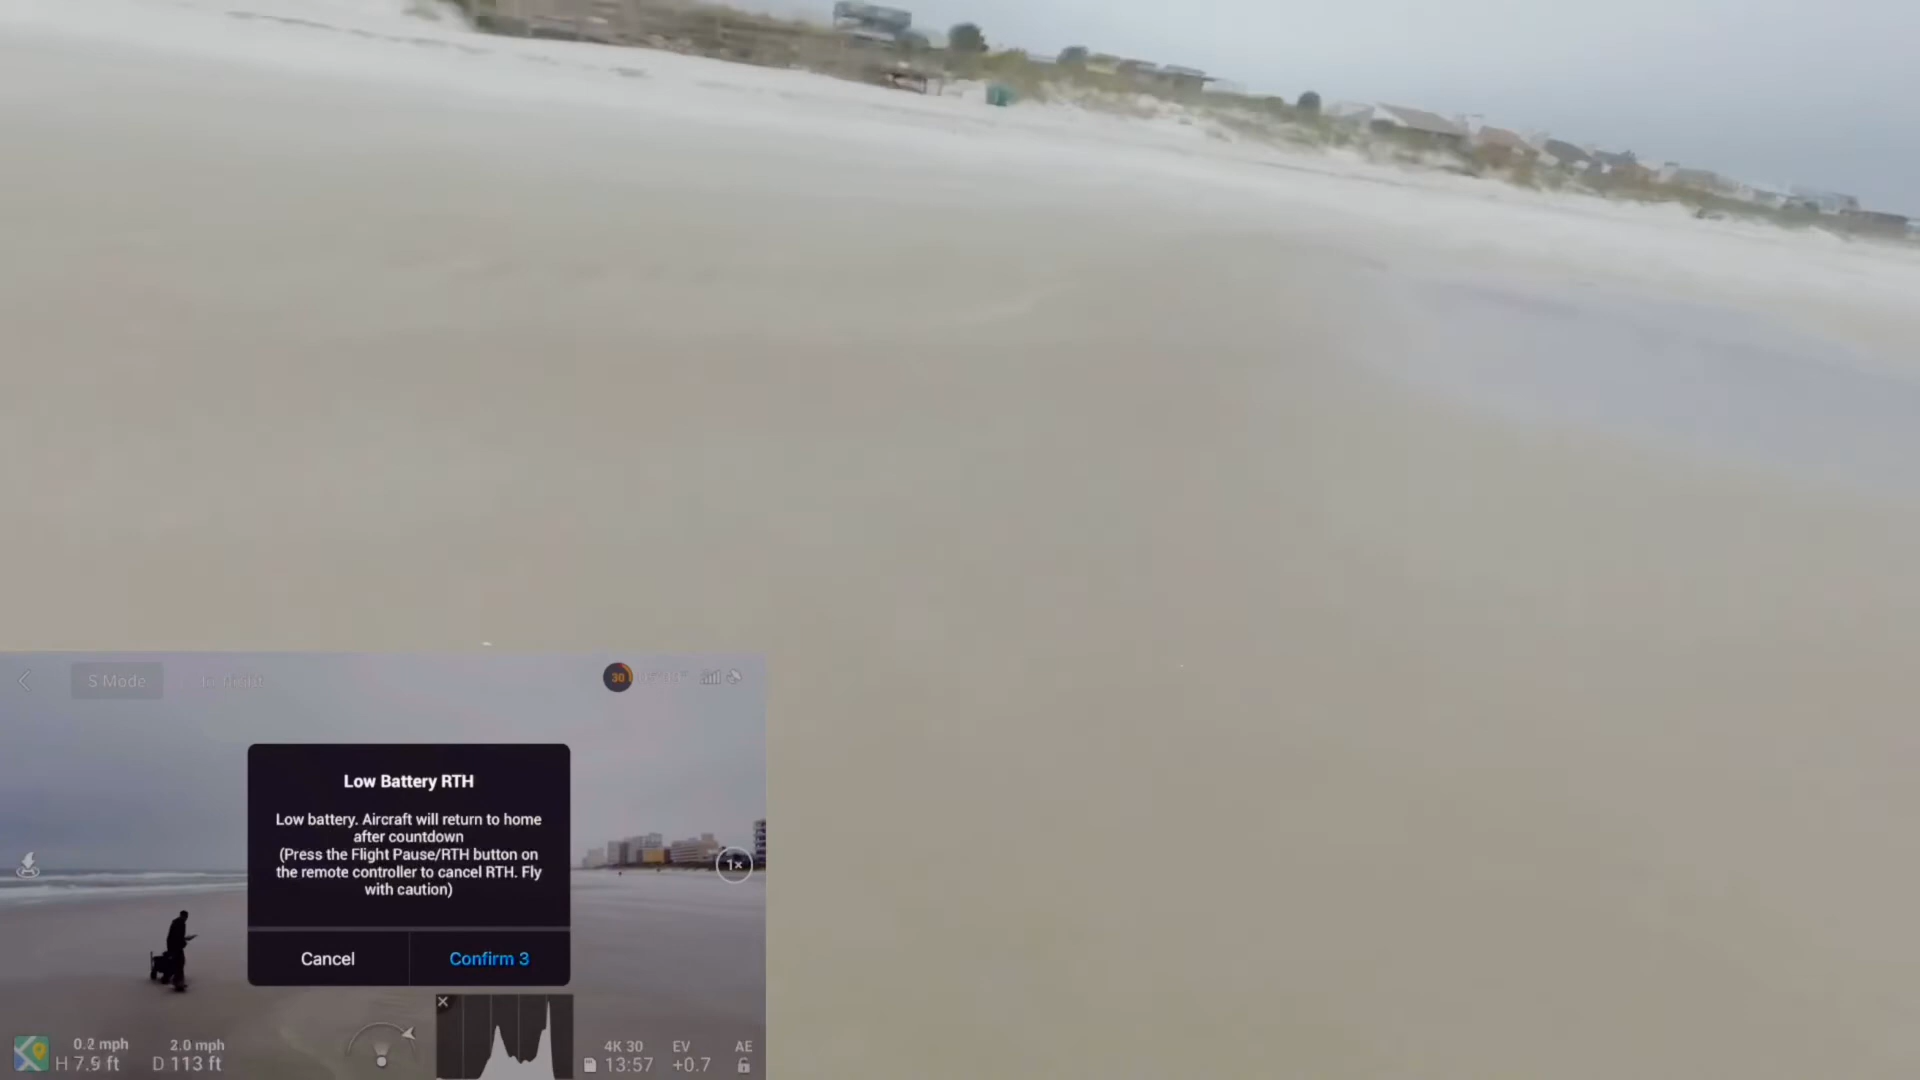 S Mode
30
Low Battery RTH
Low battery. Aircraft will return to home
after countdown
(Press the Flight Pause/RTH button on
the remote controller to cancel RTH. Fly
with caution)
1×
Cancel
Confirm 3
0.2 mph
2.0 mph
H 7.9 ft
D 113 ft
4K 30
EV
AE
13:57
+0.7